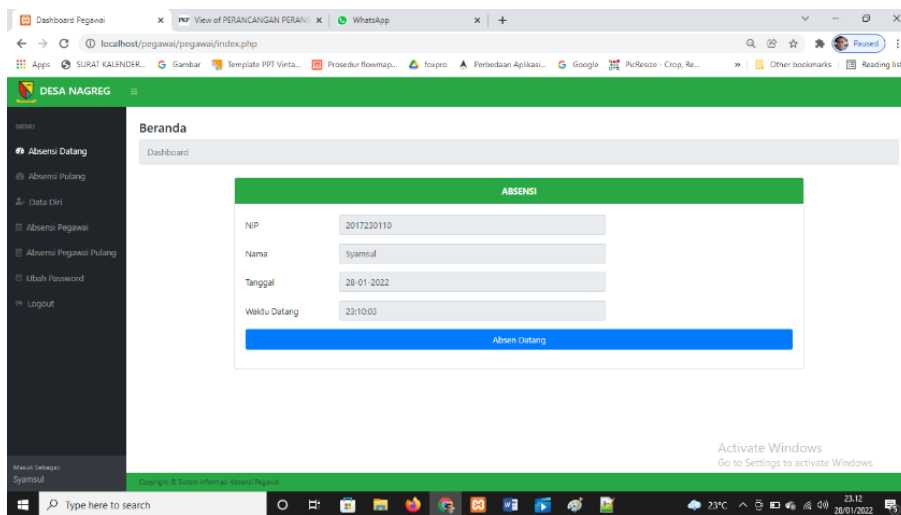 Dashboard Pegawai
View of PERANCANGAN PERANC
WhatsApp
localhost/pegawai/pegawai/index.php
Paused
Apps
SURAT KALENDER...
Gambar
Template PPT Vinta...
Prosedur flowmap...
foxpro
Perbedaan Aplikasi...
Google
PicResize - Crop, Re...
»
Other bookmarks
Reading list
DESA NAGREG
MENU
Beranda
Absensi Datang
Dashboard
Absensi Pulang
Data Diri
Absensi Pegawai
Absensi Pegawai Pulang
Ubah Password
Logout
ABSENSI
NIP 2017230110
Nama Syamsul
Tanggal 28-01-2022
Waktu Datang 23:10:03
Absen Datang
Activate Windows
Go to Settings to activate Windows.
Masuk Sebagai:
Syamsul
Copyright © Sistem Informasi Absensi Pegawai
Type here to search
23°C
23.12
28/01/2022